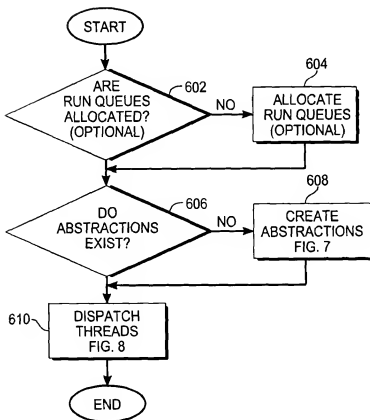 START
602
ARE
RUN QUEUES
ALLOCATED?
(OPTIONAL)
NO
604
ALLOCATE
RUN QUEUES
(OPTIONAL)
606
DO
ABSTRACTIONS
EXIST?
NO
608
CREATE
ABSTRACTIONS
FIG. 7
610
DISPATCH
THREADS
FIG. 8
END